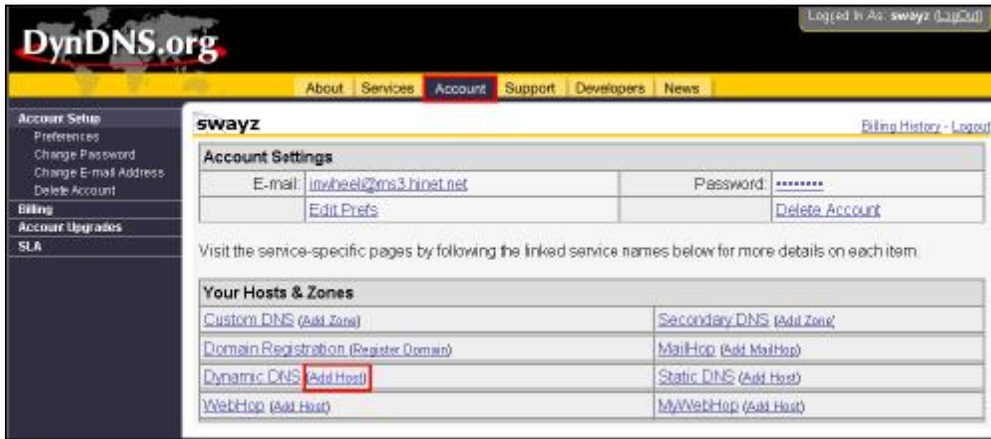 Logged In As: swayz (LogOut)
DynDNS.org
About Services Account Support Developers News
Account Setup
Preferences
Change Password
Change E-mail Address
Delete Account
Billing
Account Upgrades
SLA
swayz
Billing History - Logout
Account Settings
E-mail: inwheel@ms3.hinet.net Password: ********
Edit Prefs Delete Account
Visit the service-specific pages by following the linked service names below for more details on each item.
Your Hosts & Zones
Custom DNS (Add Zone) Secondary DNS (Add Zone)
Domain Registration (Register Domain) MailHop (Add MailHop)
Dynamic DNS (Add Host) Static DNS (Add Host)
WebHop (Add Host) MyWebHop (Add Host)